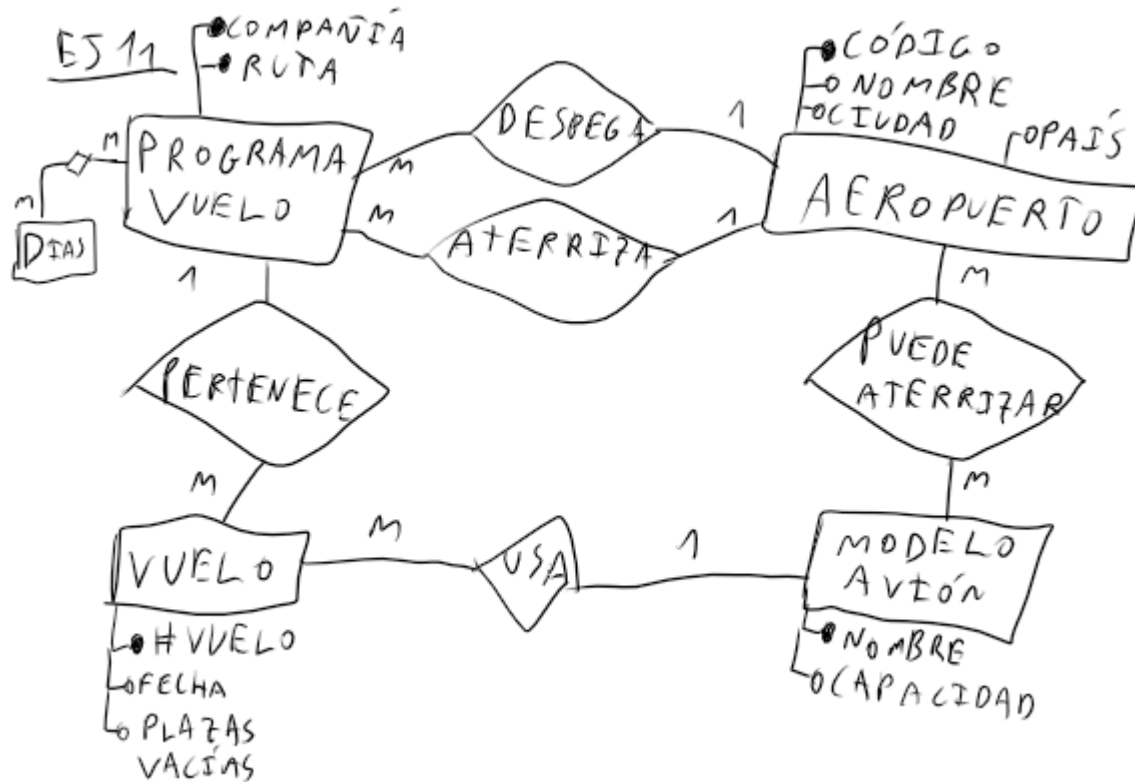 EJ 11
COMPAÑÍA
RUTA
CÓDIGO
NOMBRE
CIUDAD
PAÍS
M
PROGRAMA
VUELO
M
DESPEGA
1
M
ATERRIZA
1
AEROPUERTO
M
DIAS
1
M
PERTENECE
PUEDE
ATERRIZAR
M
M
VUELO
M
USA
1
MODELO
AVIÓN
# VUELO
FECHA
PLAZAS
VACÍAS
NOMBRE
CAPACIDAD